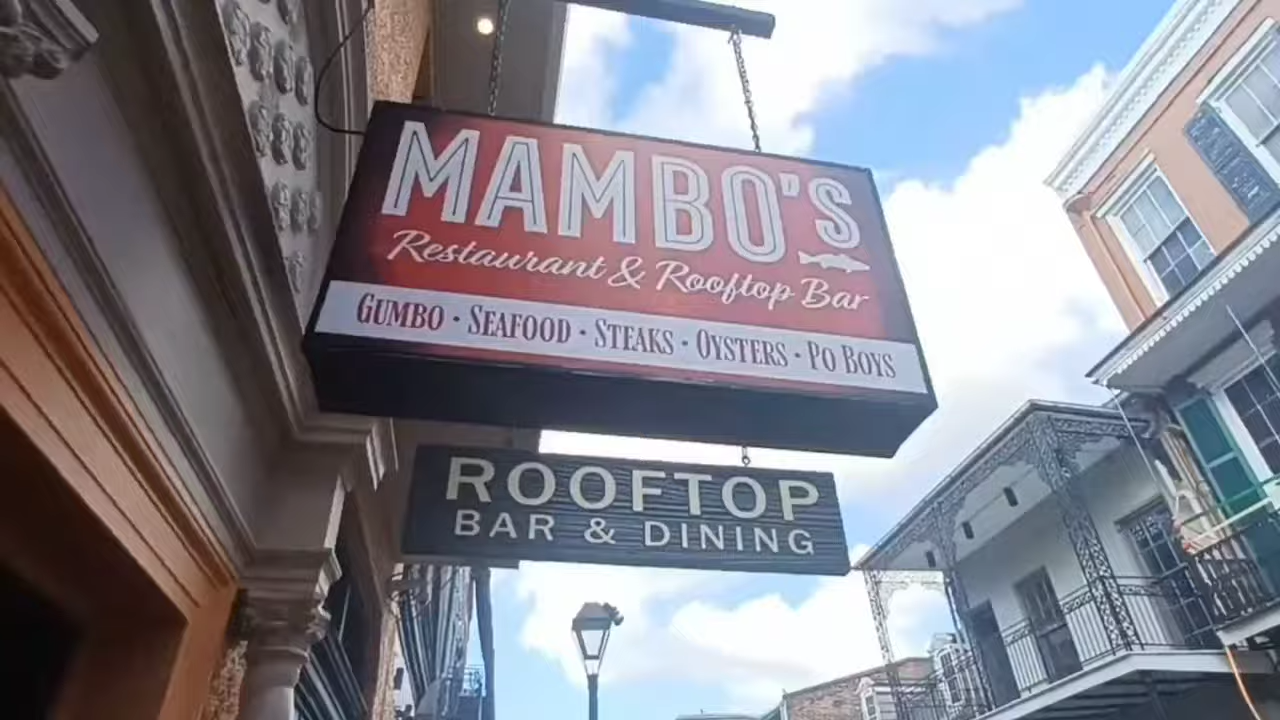 MAMBO'S
Restaurant & Rooftop Bar
GUMBO · SEAFOOD · STEAKS · OYSTERS · PO BOYS
ROOFTOP
BAR & DINING